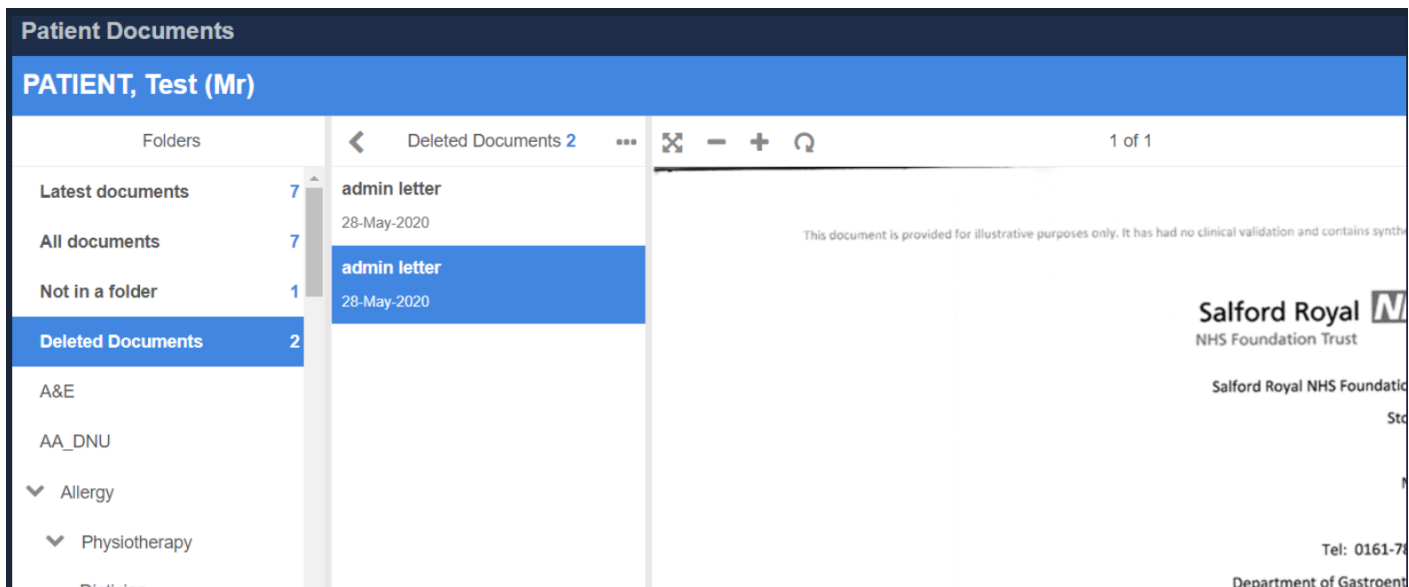 Patient Documents
PATIENT, Test (Mr)
Folders
Latest documents 7
All documents 7
Not in a folder 1
Deleted Documents 2
A&E
AA_DNU
Allergy
Physiotherapy
Deleted Documents 2
admin letter
28-May-2020
admin letter
28-May-2020
1 of 1
This document is provided for illustrative purposes only. It has had no clinical validation and contains synthe
Salford Royal
NHS Foundation Trust
Salford Royal NHS Foundatio
Sto
Tel: 0161-78
Department of Gastroent